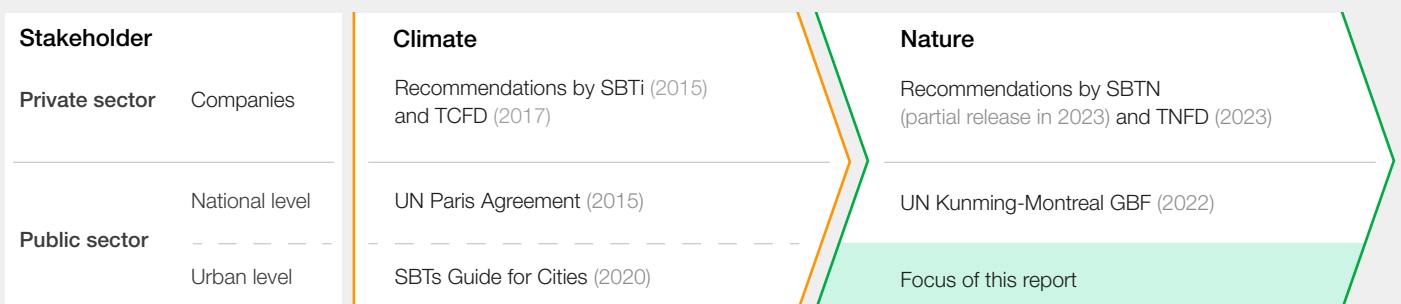 Stakeholder
Climate
Nature
Private sector
Companies
Recommendations by SBTi (2015)
and TCFD (2017)
Recommendations by SBTN
(partial release in 2023) and TNFD (2023)
Public sector
National level
UN Paris Agreement (2015)
UN Kunming-Montreal GBF (2022)
Urban level
SBTs Guide for Cities (2020)
Focus of this report